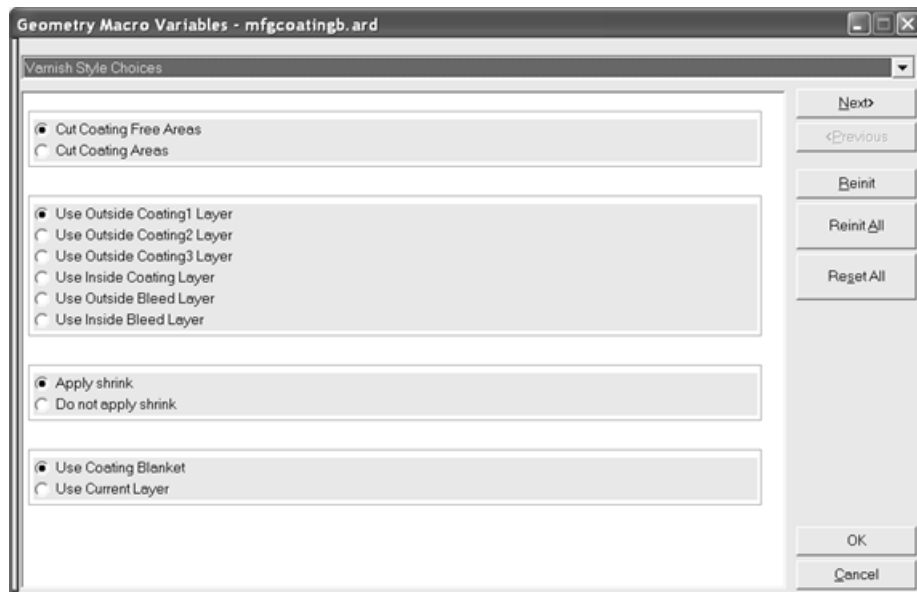 Geometry Macro Variables - mfgcoatingb.ard
Varnish Style Choices
Cut Coating Free Areas
Cut Coating Areas
Use Outside Coating1 Layer
Use Outside Coating2 Layer
Use Outside Coating3 Layer
Use Inside Coating Layer
Use Outside Bleed Layer
Use Inside Bleed Layer
Apply shrink
Do not apply shrink
Use Coating Blanket
Use Current Layer
Next>
<Previous
Reinit
Reinit All
Reset All
OK
Cancel